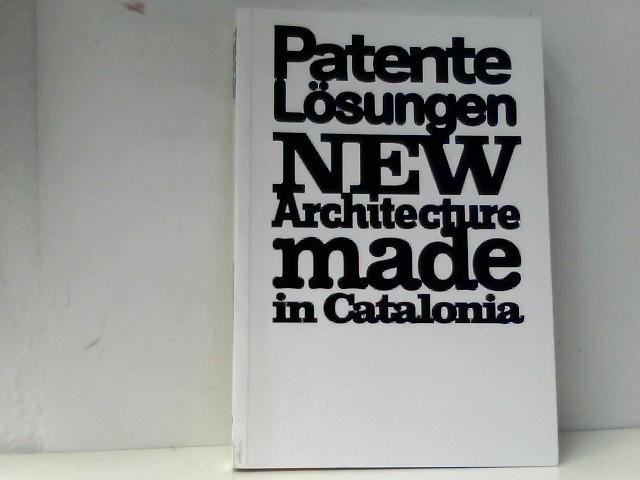 Patente
Lösungen
NEW
Architecture
made
in Catalonia